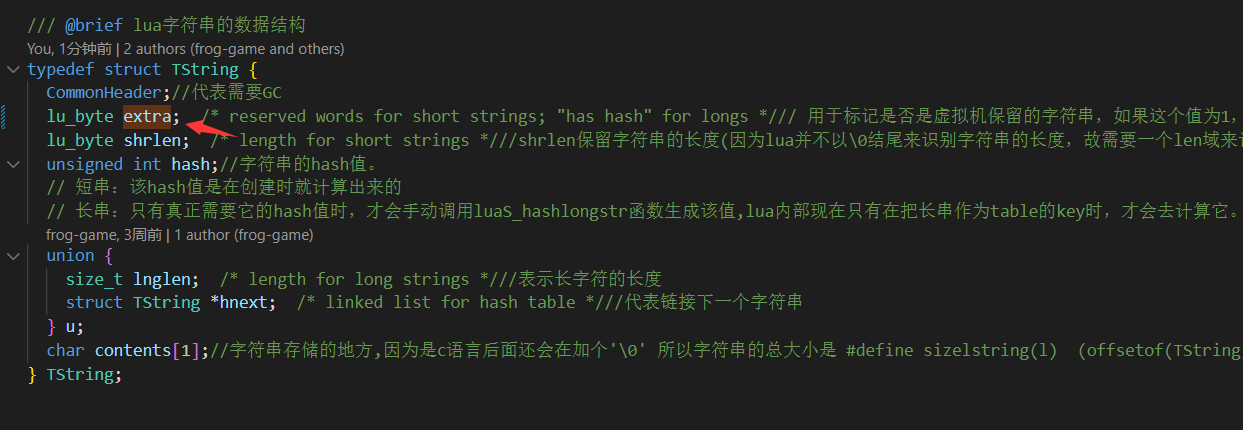 /// @brief lua字符串的数据结构
You, 1分钟前 | 2 authors (frog-game and others)
typedef struct TString {
CommonHeader;//代表需要GC
lu_byte extra;  /* reserved words for short strings; "has hash" for longs */// 用于标记是否是虚拟机保留的字符串，如果这个值为1，
lu_byte shrlen;  /* length for short strings *///shrlen保留字符串的长度(因为lua并不以\0结尾来识别字符串的长度，故需要一个len域来
unsigned int hash;//字符串的hash值。
// 短串：该hash值是在创建时就计算出来的
// 长串：只有真正需要它的hash值时，才会手动调用luaS_hashlongstr函数生成该值,lua内部现在只有在把长串作为table的key时，才会去计算它。
frog-game, 3周前 | 1 author (frog-game)
union {
size_t lnglen;  /* length for long strings *///表示长字符的长度
struct TString *hnext;  /* linked list for hash table *///代表链接下一个字符串
} u;
char contents[1];//字符串存储的地方,因为是c语言后面还会在加个'\0' 所以字符串的总大小是 #define sizelstring(l)  (offsetof(TString
} TString;